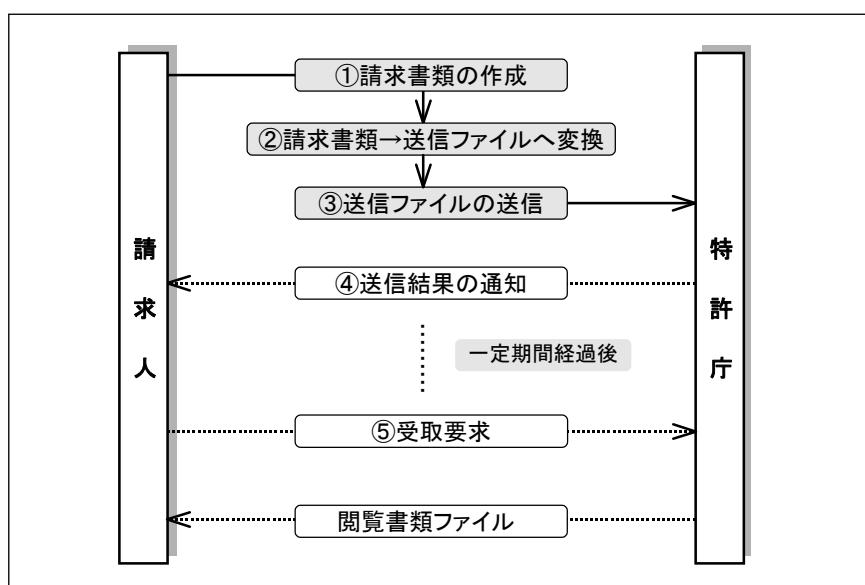 ①請求書類の作成
②請求書類→送信ファイルへ変換
③送信ファイルの送信
請求人
特許庁
④送信結果の通知
一定期間経過後
⑤受取要求
閲覧書類ファイル